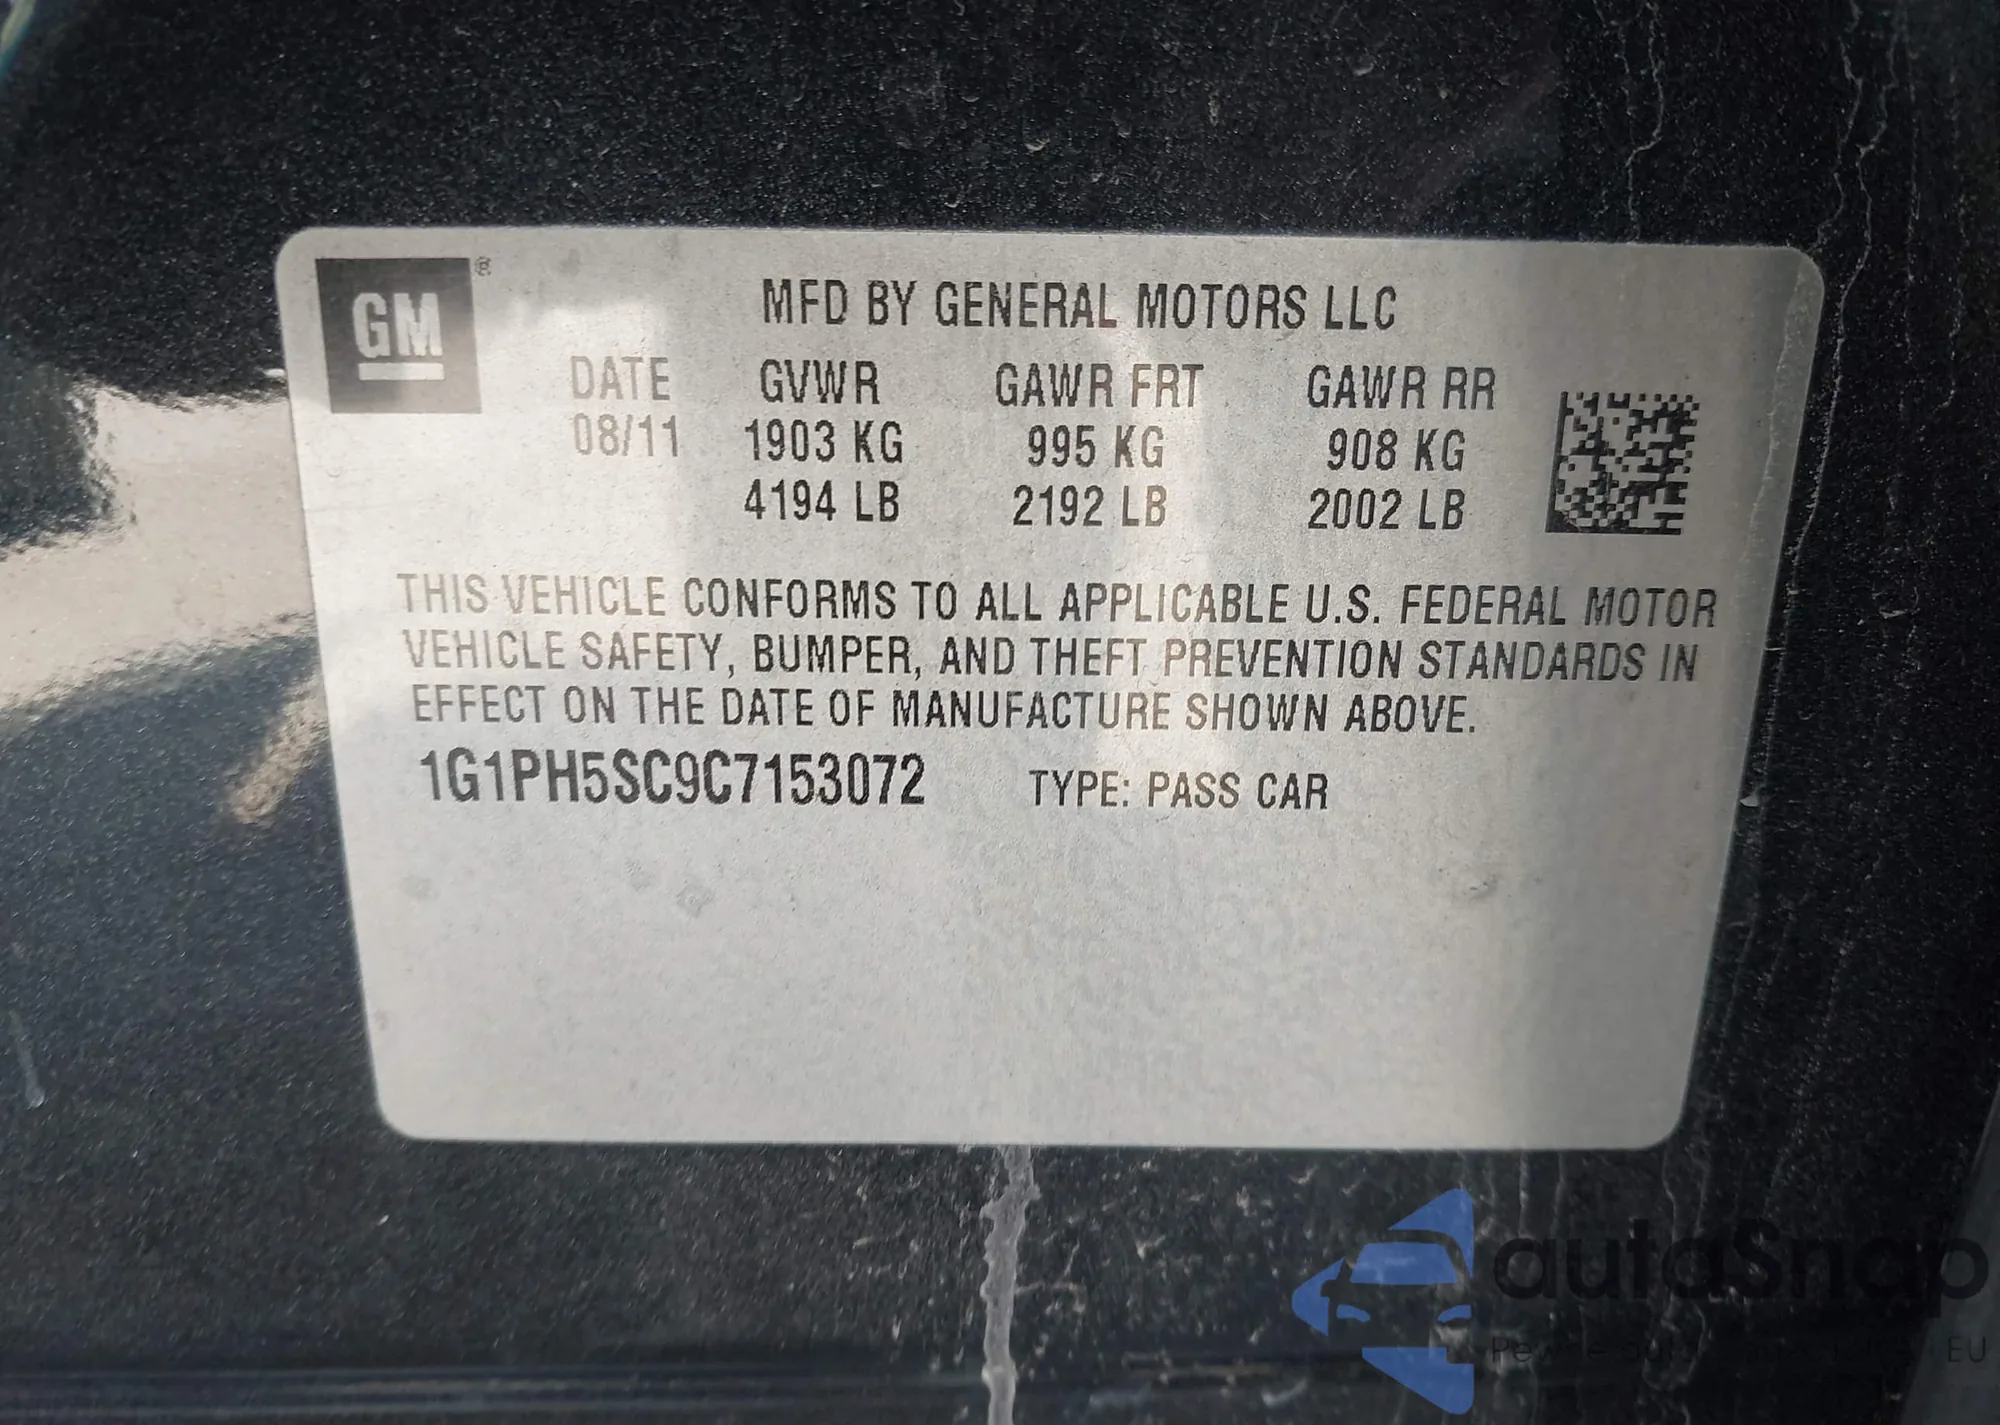 GM ®
MFD BY GENERAL MOTORS LLC
DATE GVWR GAWR FRT GAWR RR
08/11 1903 KG 995 KG 908 KG
4194 LB 2192 LB 2002 LB
THIS VEHICLE CONFORMS TO ALL APPLICABLE U.S. FEDERAL MOTOR
VEHICLE SAFETY, BUMPER, AND THEFT PREVENTION STANDARDS IN
EFFECT ON THE DATE OF MANUFACTURE SHOWN ABOVE.
1G1PH5SC9C7153072 TYPE: PASS CAR
autoSnap
EU